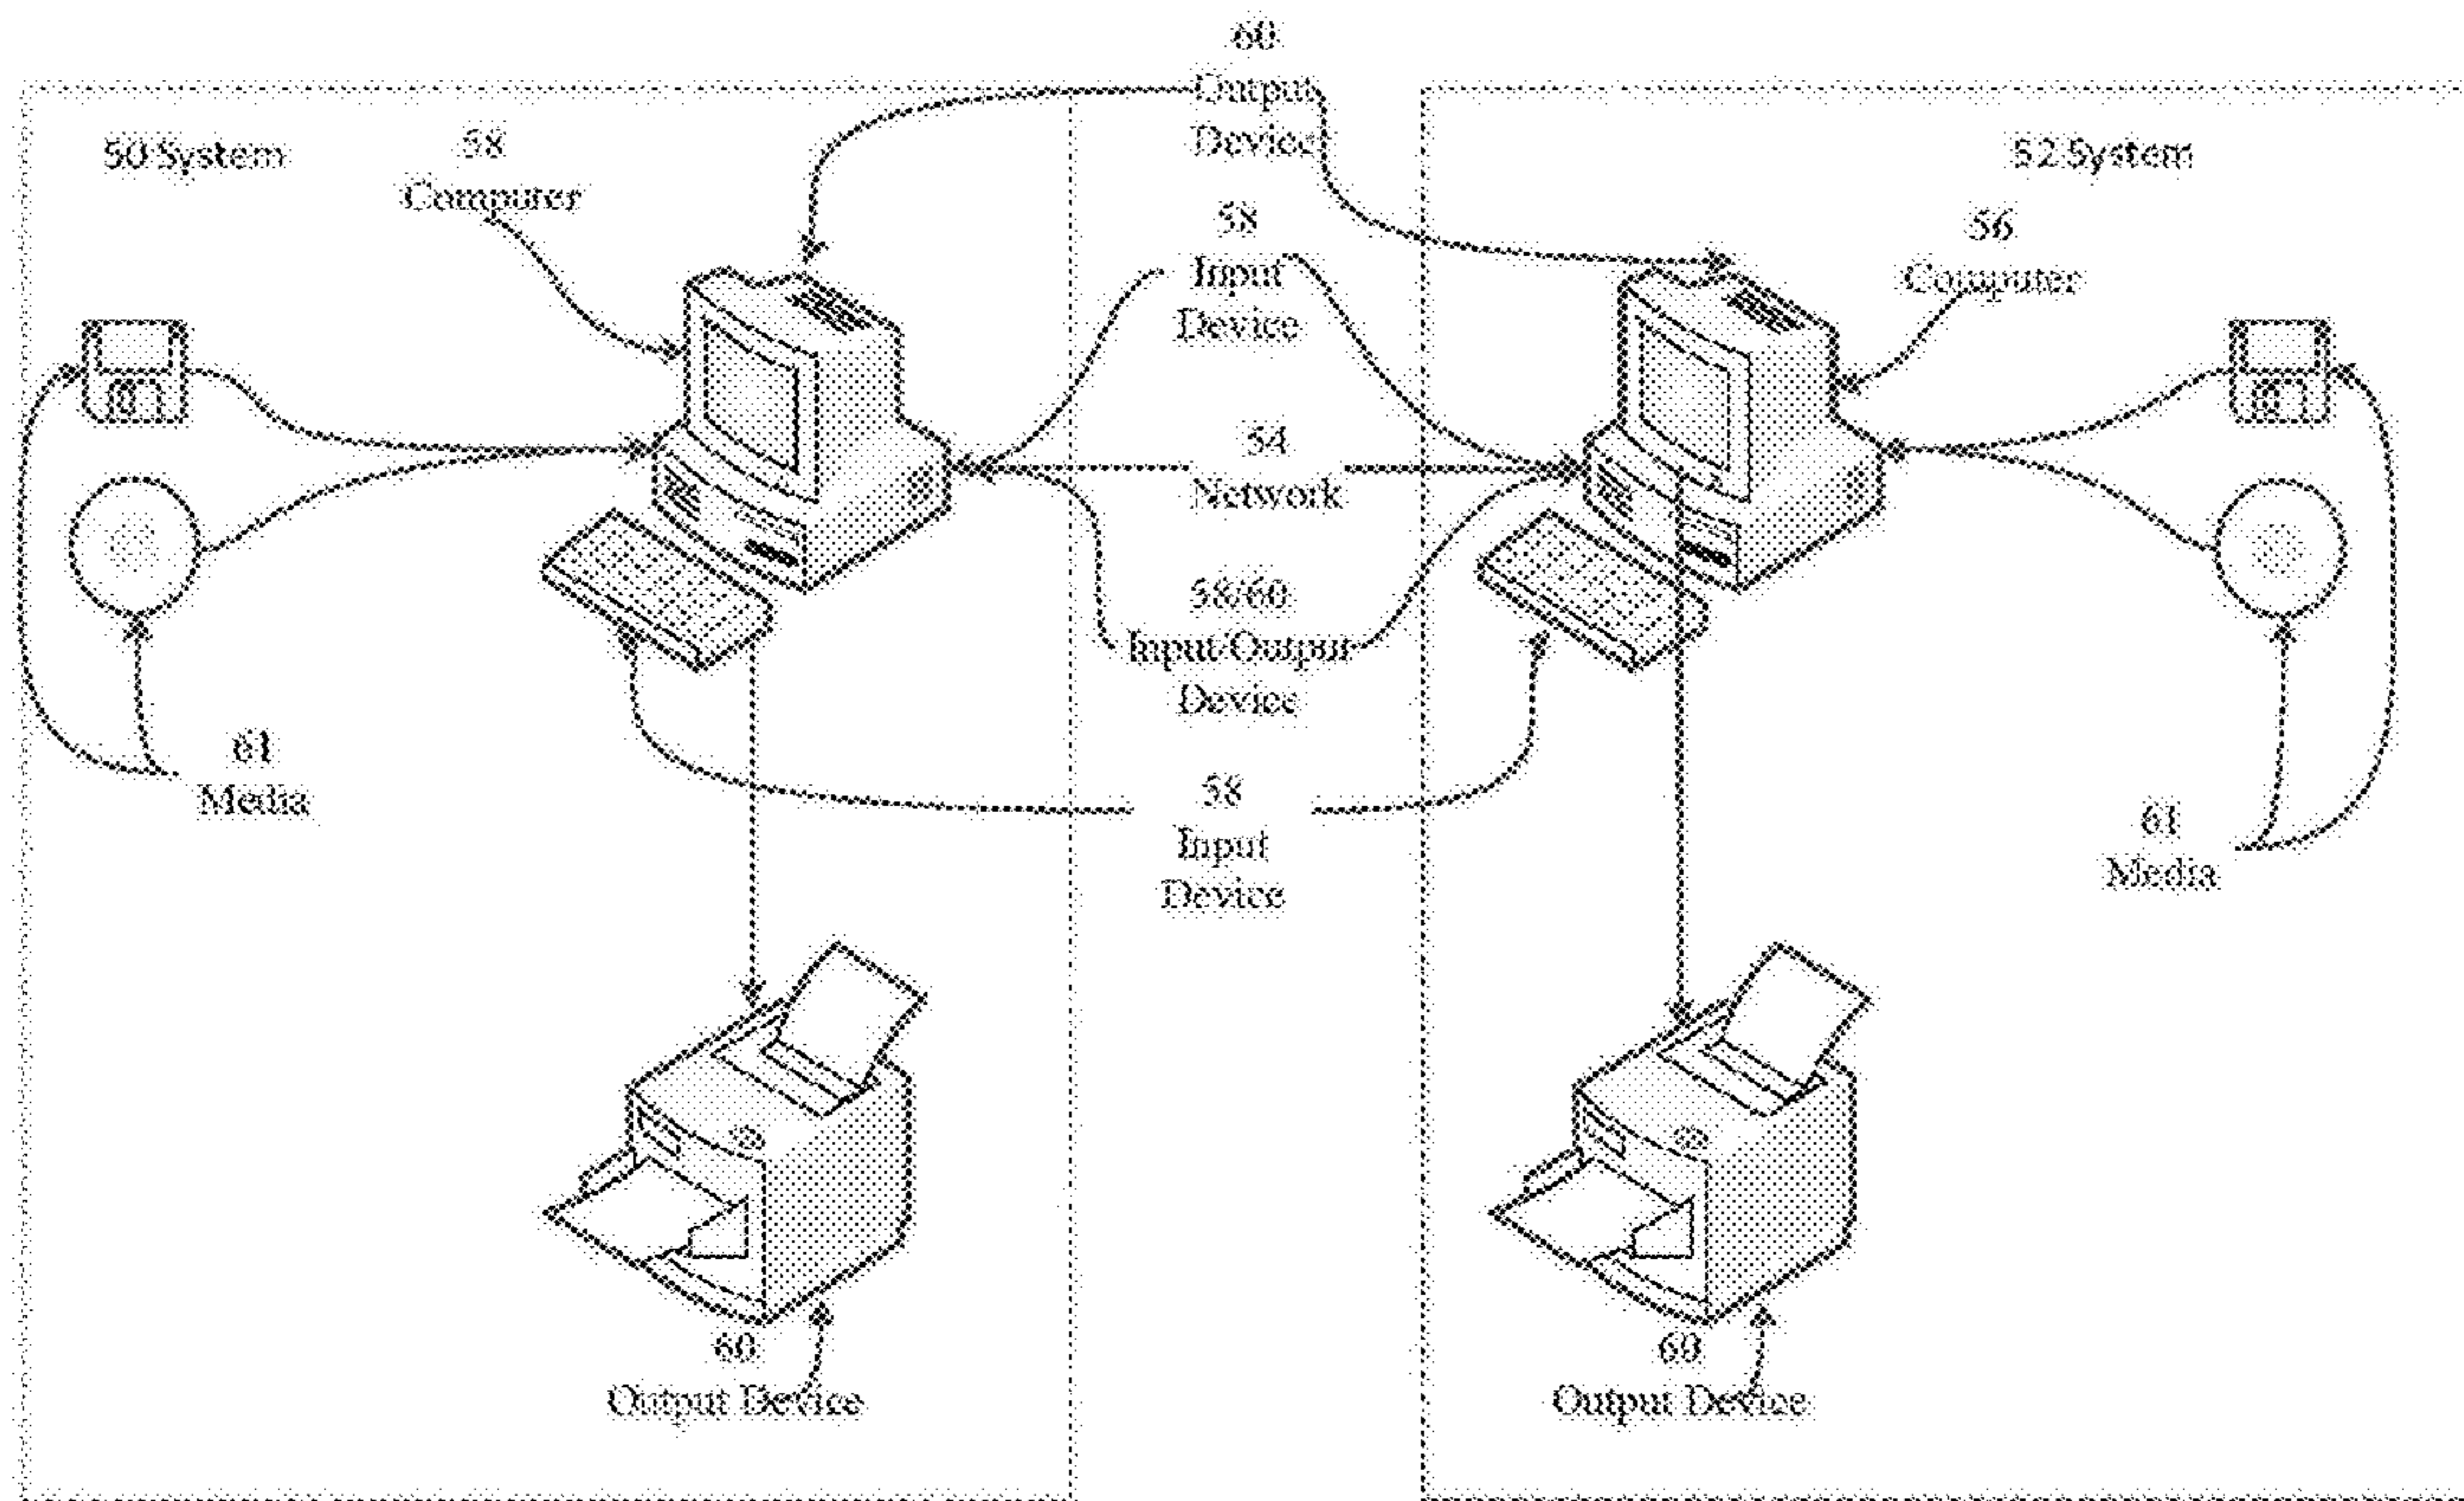 60
Output
Device
50 System
58
Computer
52 System
58
Input
Device
56
Computer
54
Network
58/60
Input/Output
Device
61
Media
58
Input
Device
61
Media
60
Output Device
60
Output Device